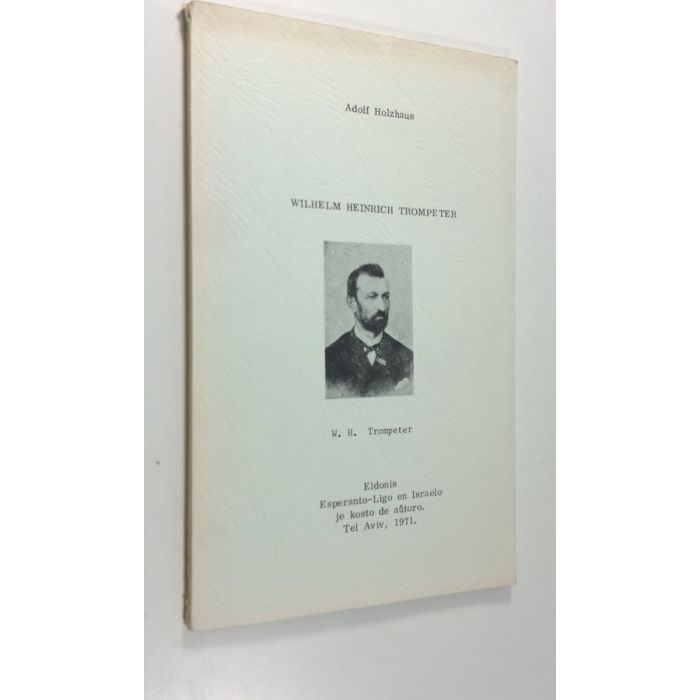 Adolf Holzhaus
WILHELM HEINRICH TROMPETER
W. H. Trompeter
Eldonis
Esperanto-Ligo en Israelo
je kosto de aŭtoro.
Tel Aviv, 1971.